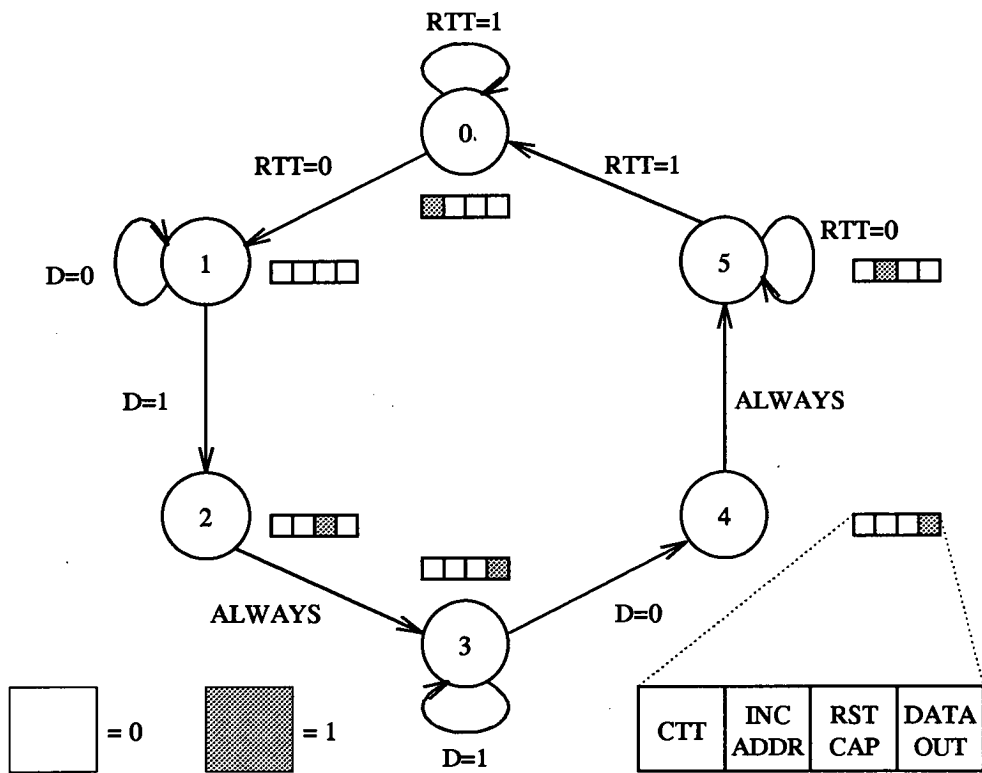 RTT=1
0
RTT=0
RTT=1
1
5
RTT=0
D=0
D=1
ALWAYS
2
4
ALWAYS
3
D=0
= 0
= 1
D=1
CTT
INC
ADDR
RST
CAP
DATA
OUT